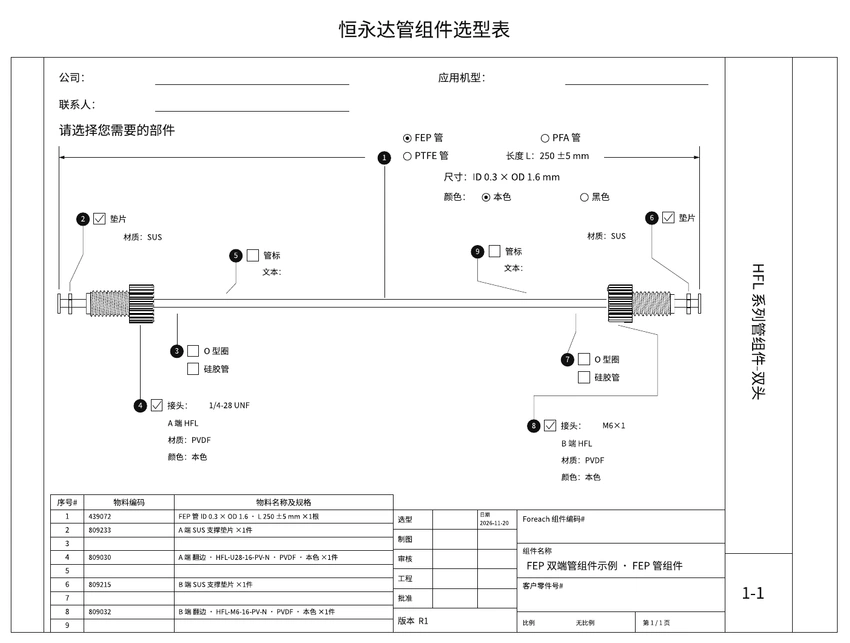 恒永达管组件选型表
公司：
应用机型：
联系人：
请选择您需要的部件
FEP 管
PFA 管
1
PTFE 管
长度 L： 250 ±5 mm
尺寸： ID 0.3 × OD 1.6 mm
颜色：
本色
黑色
2
垫片
材质： SUS
6
垫片
材质： SUS
5
管标
文本：
9
管标
文本：
3
O 型圈
硅胶管
7
O 型圈
硅胶管
4
接头：
1/4-28 UNF
A 端 HFL
材质： PVDF
颜色： 本色
8
接头：
M6×1
B 端 HFL
材质： PVDF
颜色： 本色
HFL 系列管组件-双头
1-1
序号# 物料编码 物料名称及规格
1 439072 FEP 管 ID 0.3 × OD 1.6 · L 250 ±5 mm ×1根
2 809233 A 端 SUS 支撑垫片 ×1件
3
4 809030 A 端 翻边 · HFL-U28-16-PV-N · PVDF · 本色 ×1件
5
6 809215 B 端 SUS 支撑垫片 ×1件
7
8 809032 B 端 翻边 · HFL-M6-16-PV-N · PVDF · 本色 ×1件
9
选型
日期
2026-11-20
制图
审核
工程
批准
版本 R1
Foreach 组件编码#
组件名称
FEP 双端管组件示例 · FEP 管组件
客户零件号#
比例
无比例
第 1 / 1 页